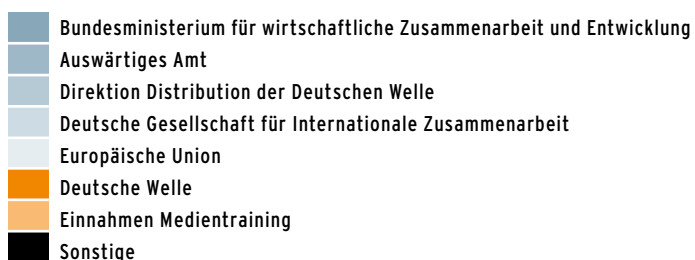 Bundesministerium für wirtschaftliche Zusammenarbeit und Entwicklung
Auswärtiges Amt
Direktion Distribution der Deutschen Welle
Deutsche Gesellschaft für Internationale Zusammenarbeit
Europäische Union
Deutsche Welle
Einnahmen Medientraining
Sonstige